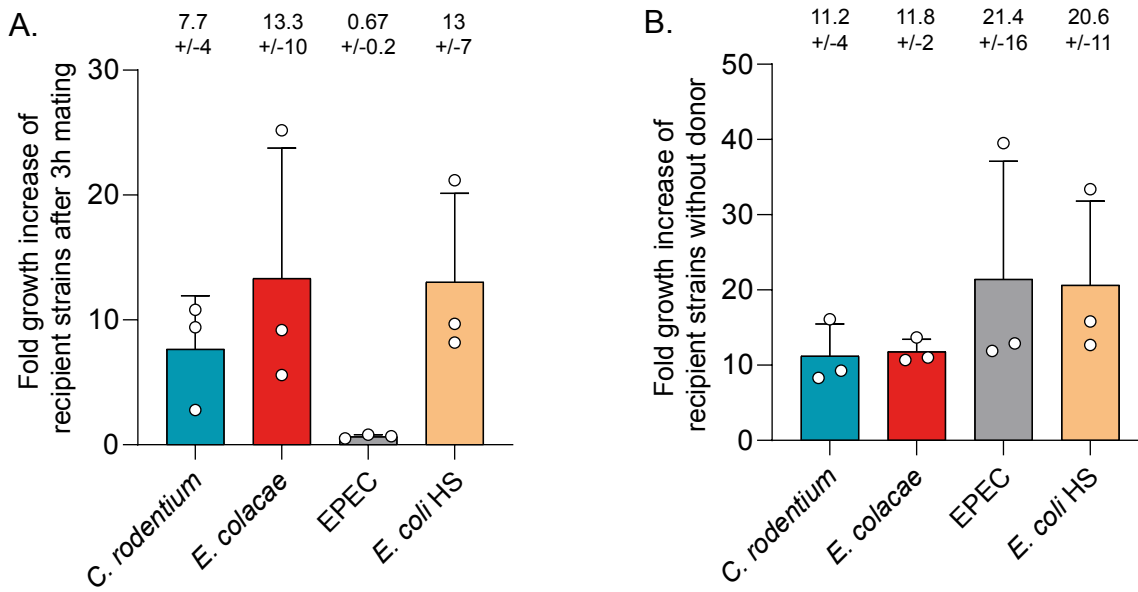 A.
7.7
+/-4
13.3
+/-10
0.67
+/-0.2
13
+/-7
Fold growth increase of
recipient strains after 3h mating
30
20
10
0
C. rodentium
E. colacae
EPEC
E. coli HS
B.
11.2
+/-4
11.8
+/-2
21.4
+/-16
20.6
+/-11
Fold growth increase of
recipient strains without donor
50
40
30
20
10
0
C. rodentium
E. colacae
EPEC
E. coli HS